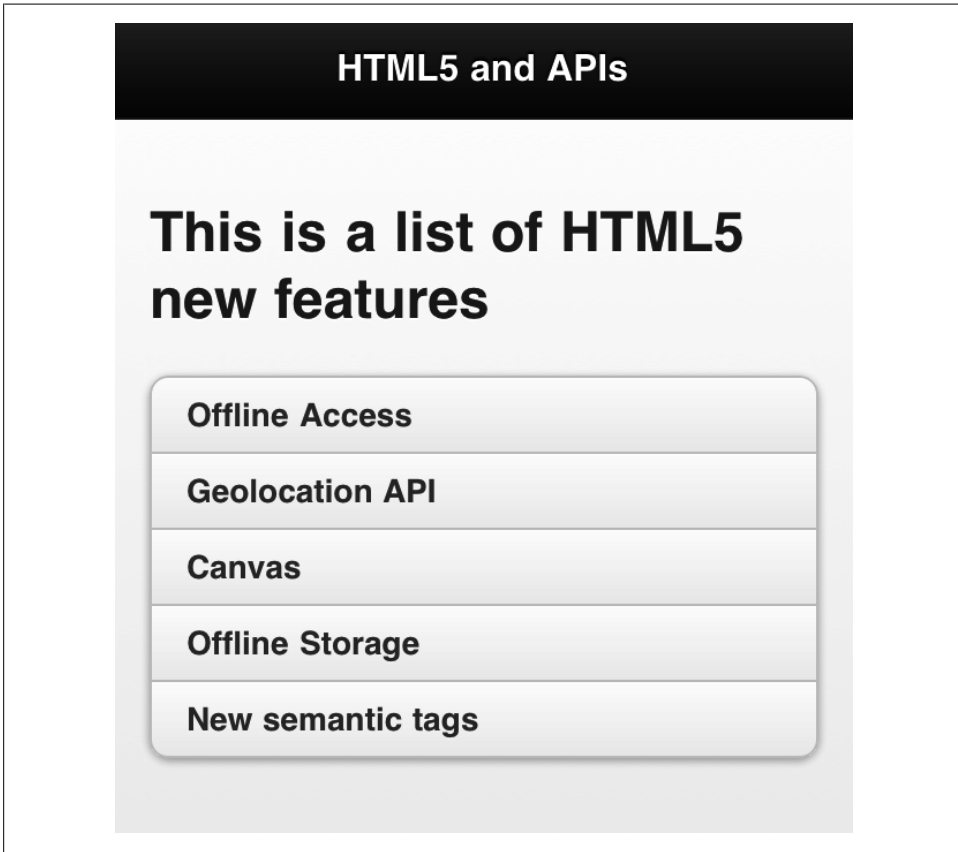 HTML5 and APIs
This is a list of HTML5
new features
Offline Access
Geolocation API
Canvas
Offline Storage
New semantic tags